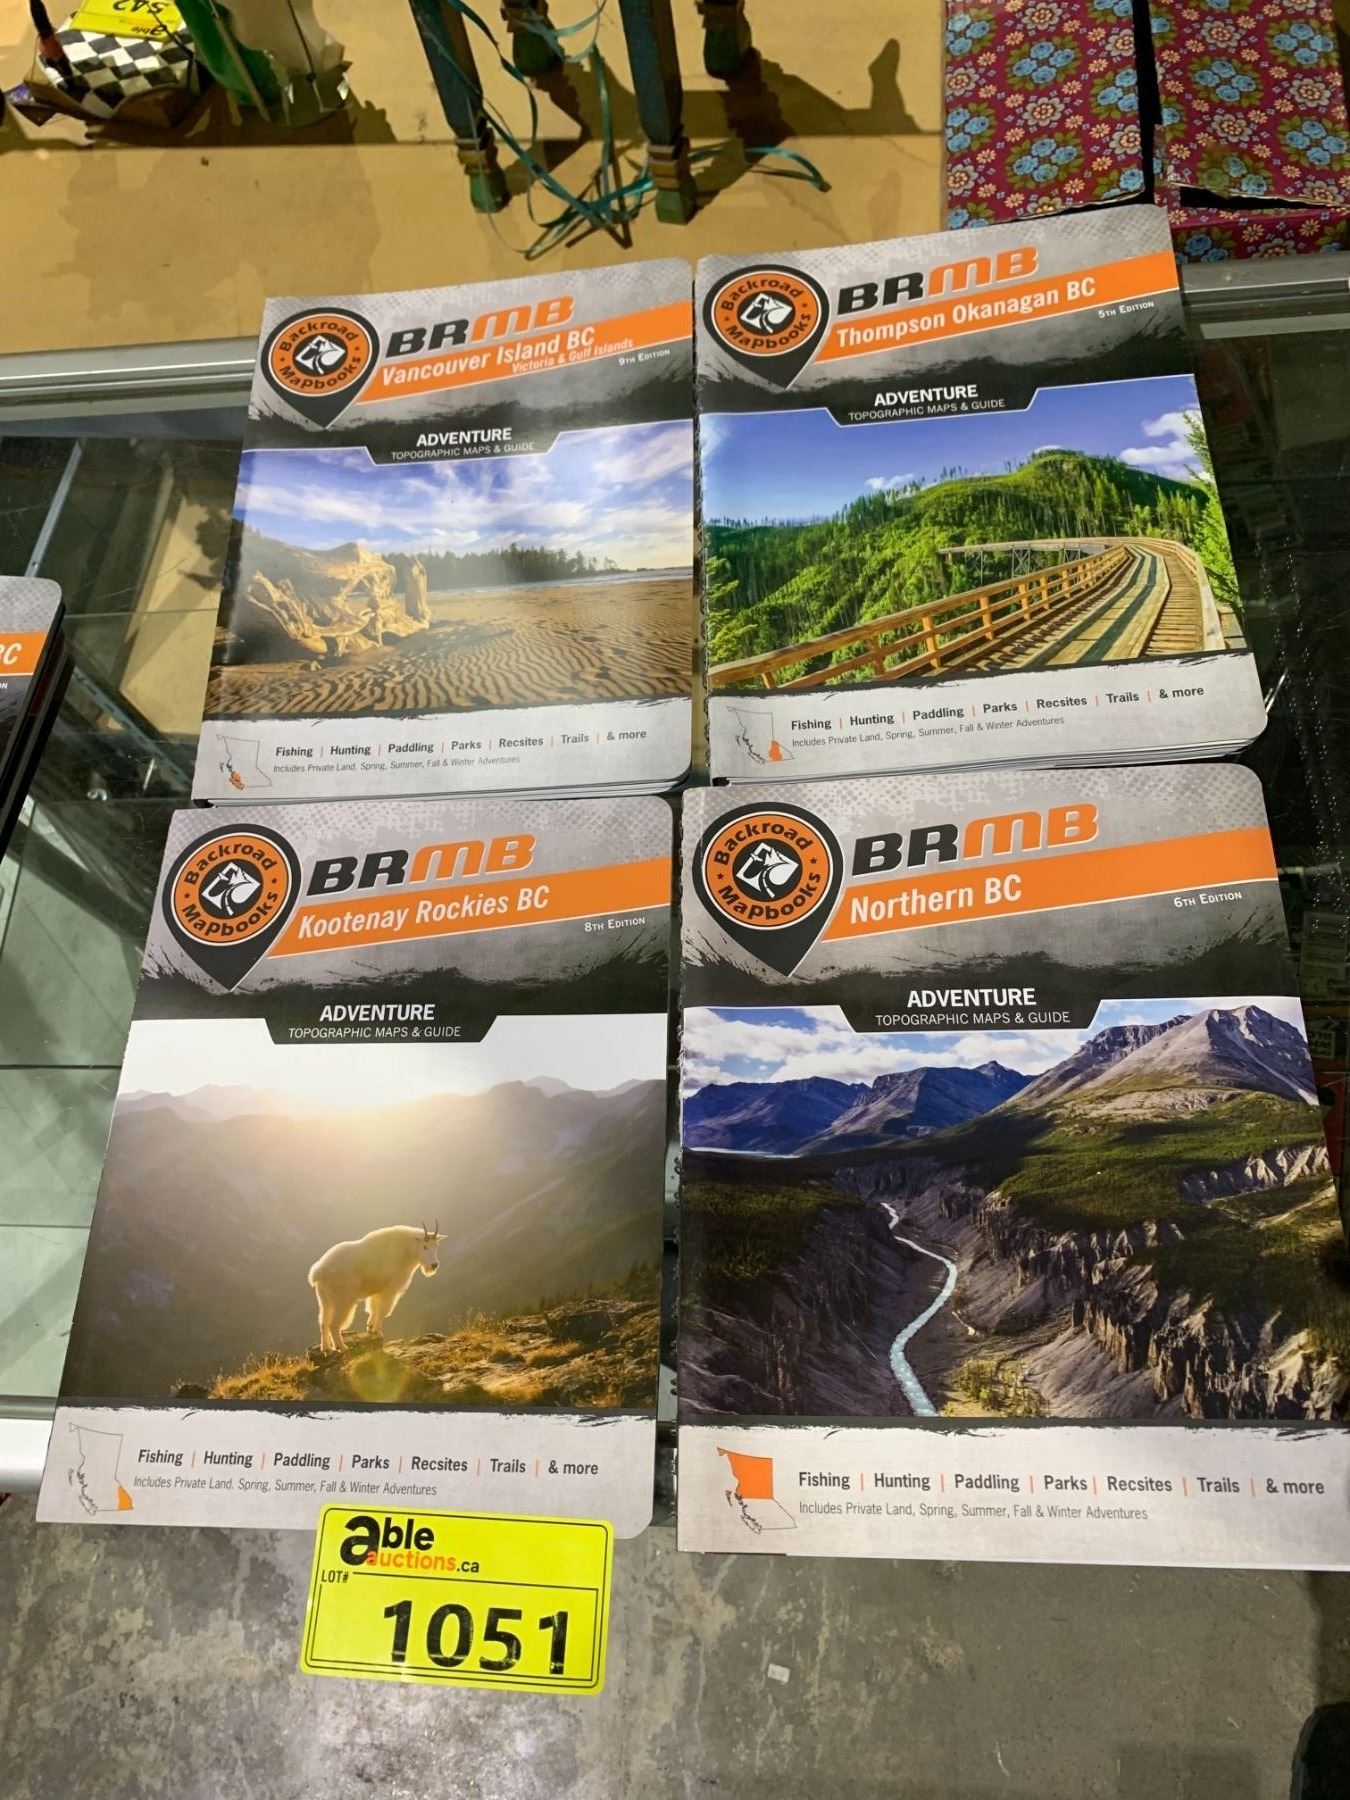 able
542
Backroad
Mapbooks
BRMB
Vancouver Island BC
Victoria & Gulf Islands
9TH EDITION
ADVENTURE
TOPOGRAPHIC MAPS & GUIDE
Fishing | Hunting | Paddling | Parks | Recsites | Trails | & more
Includes Private Land, Spring, Summer, Fall & Winter Adventures
Backroad
Mapbooks
BRMB
Thompson Okanagan BC
5TH EDITION
ADVENTURE
TOPOGRAPHIC MAPS & GUIDE
Fishing | Hunting | Paddling | Parks | Recsites | Trails | & more
Includes Private Land, Spring, Summer, Fall & Winter Adventures
BC
Backroad
Mapbooks
BRMB
Kootenay Rockies BC
8TH EDITION
ADVENTURE
TOPOGRAPHIC MAPS & GUIDE
Fishing | Hunting | Paddling | Parks | Recsites | Trails | & more
Includes Private Land, Spring, Summer, Fall & Winter Adventures
Backroad
Mapbooks
BRMB
Northern BC
6TH EDITION
ADVENTURE
TOPOGRAPHIC MAPS & GUIDE
Fishing | Hunting | Paddling | Parks | Recsites | Trails | & more
Includes Private Land, Spring, Summer, Fall & Winter Adventures
able
auctions.ca
LOT#
1051